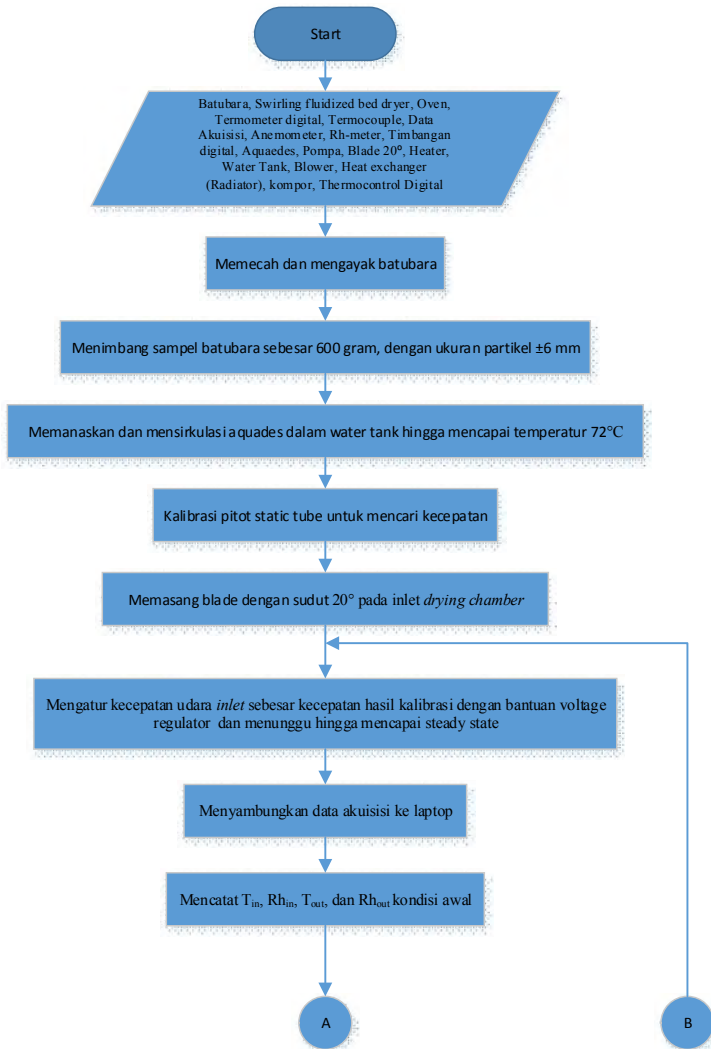 Start
Batubara, Swirling fluidized bed dryer, Oven,
Termometer digital, Termocouple, Data
Akuisisi, Anemometer, Rh-meter, Timbangan
digital, Aquaedes, Pompa, Blade 20°, Heater,
Water Tank, Blower, Heat exchanger
(Radiator), kompor, Thermocontrol Digital
Memecah dan mengayak batubara
Menimbang sampel batubara sebesar 600 gram, dengan ukuran partikel ±6 mm
Memanaskan dan mensirkulasi aquades dalam water tank hingga mencapai temperatur 72°C
Kalibrasi pitot static tube untuk mencari kecepatan
Memasang blade dengan sudut 20° pada inlet drying chamber
Mengatur kecepatan udara inlet sebesar kecepatan hasil kalibrasi dengan bantuan voltage
regulator dan menunggu hingga mencapai steady state
Menyambungkan data akuisisi ke laptop
Mencatat Tin, Rhin, Tout, dan Rhout kondisi awal
A
B